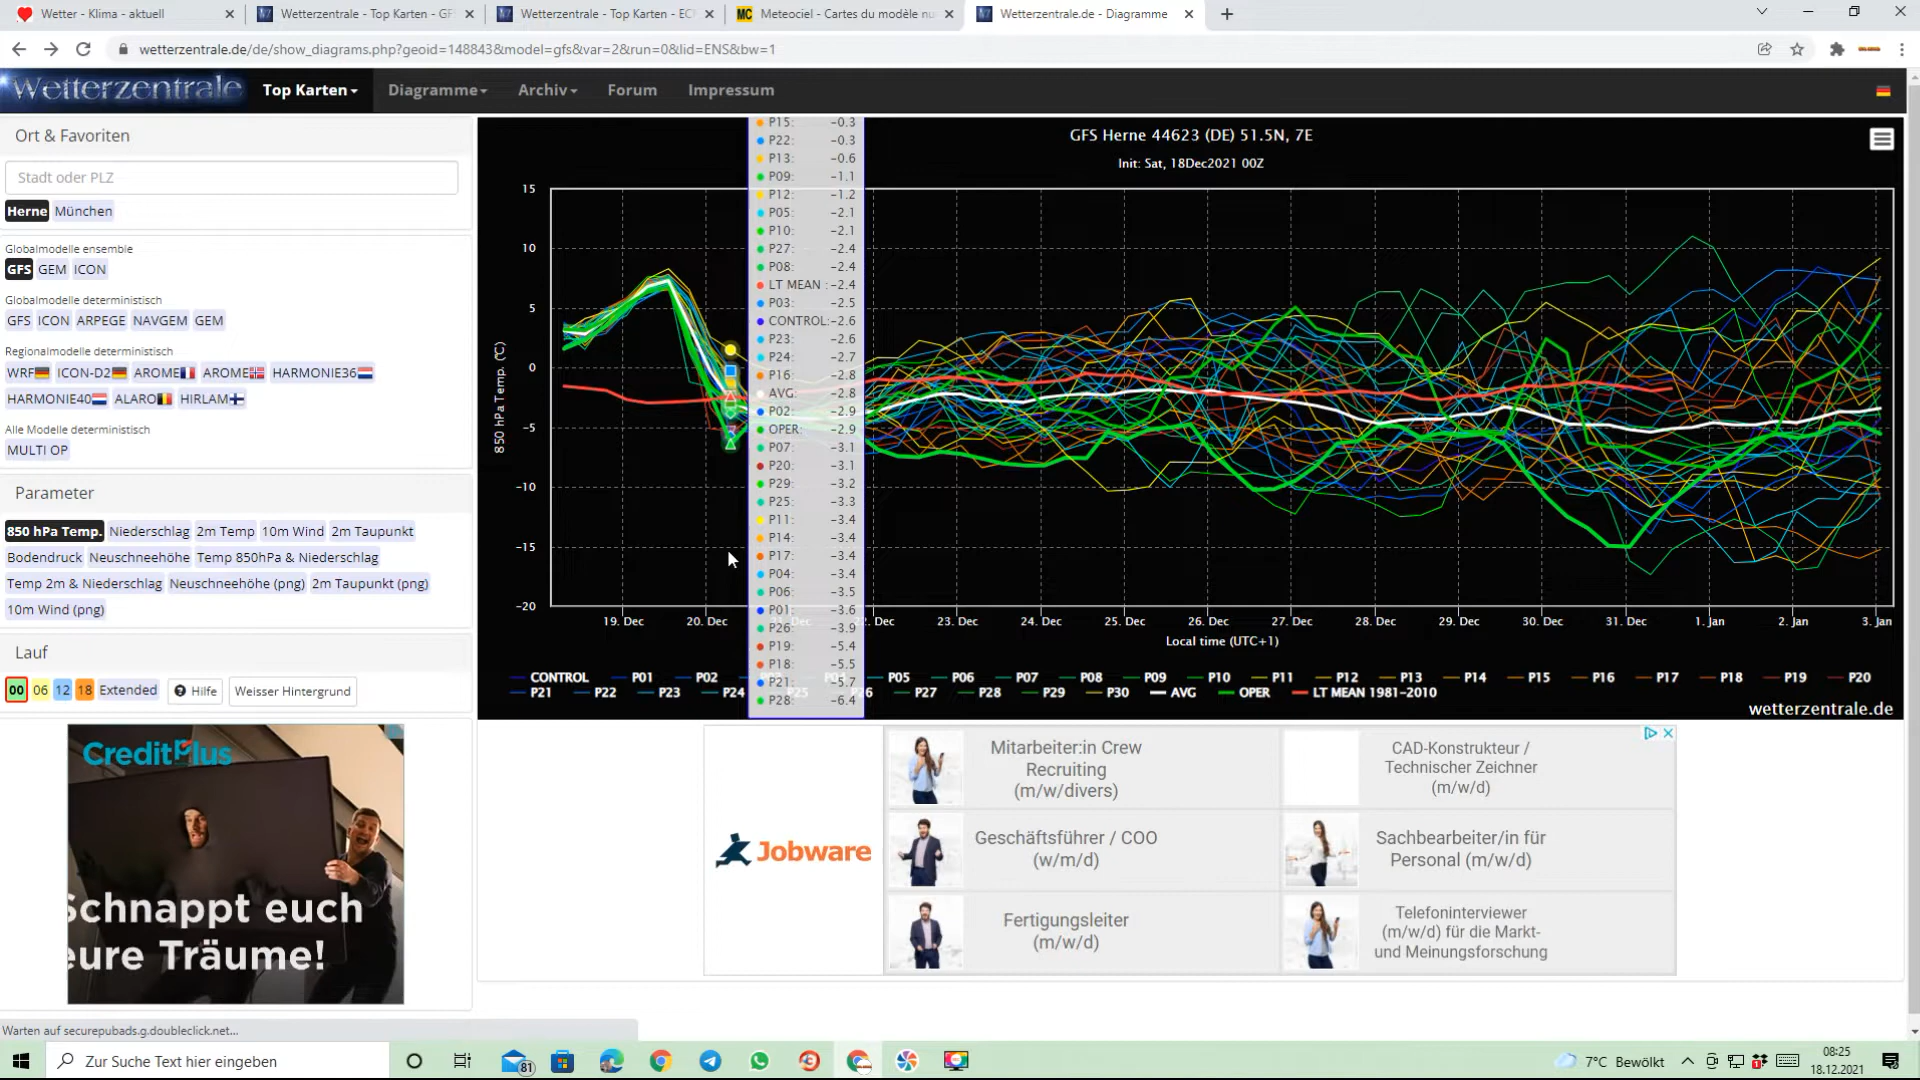 Wetter - Klima - aktuell
Wetterzentrale - Top Karten - GF
Wetterzentrale - Top Karten - EC
MC Meteociel - Cartes du modèle nu
Wetterzentrale.de - Diagramme
wetterzentrale.de/de/show_diagrams.php?geoid=148843&model=gfs&var=2&run=0&lid=ENS&bw=1
Wetterzentrale Top Karten Diagramme Archiv Forum Impressum
Ort & Favoriten
Stadt oder PLZ
Herne München
Globalmodelle ensemble
GFS GEM ICON
Globalmodelle deterministisch
GFS ICON ARPEGE NAVGEM GEM
Regionalmodelle deterministisch
WRF ICON-D2 AROME AROME HARMONIE36
HARMONIE40 ALARO HIRLAM
Alle Modelle deterministisch
MULTI OP
Parameter
850 hPa Temp. Niederschlag 2m Temp 10m Wind 2m Taupunkt
Bodendruck Neuschneehöhe Temp 850hPa & Niederschlag
Temp 2m & Niederschlag Neuschneehöhe (png) 2m Taupunkt (png)
10m Wind (png)
Lauf
00 06 12 18 Extended Hilfe Weisser Hintergrund
CreditPlus
Schnappt euch
eure Träume!
GFS Herne 44623 (DE) 51.5N, 7E
Init: Sat, 18Dec2021 00Z
850 hPa Temp. (°C)
15
10
5
0
-5
-10
-15
-20
P15: -0.3
P22: -0.3
P13: -0.6
P09: -1.1
P12: -1.2
P05: -2.1
P10: -2.1
P27: -2.4
P08: -2.4
LT MEAN : -2.4
P03: -2.5
CONTROL: -2.6
P23: -2.6
P24: -2.7
P16: -2.8
AVG: -2.8
P02: -2.9
OPER: -2.9
P07: -3.1
P20: -3.1
P29: -3.2
P25: -3.3
P11: -3.4
P14: -3.4
P17: -3.4
P04: -3.4
P06: -3.5
P01: -3.6
P26: -3.9
P19: -5.4
P18: -5.5
P21: -5.7
P28: -6.4
19. Dec 20. Dec 21. Dec 22. Dec 23. Dec 24. Dec 25. Dec 26. Dec 27. Dec 28. Dec 29. Dec 30. Dec 31. Dec 1. Jan 2. Jan 3. Jan
Local time (UTC+1)
CONTROL P01 P02 P05 P06 P07 P08 P09 P10 P11 P12 P13 P14 P15 P16 P17 P18 P19 P20
P21 P22 P23 P24 P25 P26 P27 P28 P29 P30 AVG OPER LT MEAN 1981-2010
wetterzentrale.de
Jobware
Mitarbeiter:in Crew
Recruiting
(m/w/divers)
CAD-Konstrukteur /
Technischer Zeichner
(m/w/d)
Geschäftsführer / COO
(w/m/d)
Sachbearbeiter/in für
Personal (m/w/d)
Fertigungsleiter
(m/w/d)
Telefoninterviewer
(m/w/d) für die Markt-
und Meinungsforschung
Warten auf securepubads.g.doubleclick.net...
Zur Suche Text hier eingeben
81
7°C Bewölkt
08:25
18.12.2021